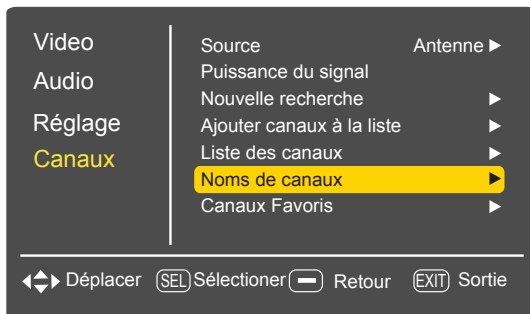 Video
Audio
Réglage
Canaux
Source Antenne
Puissance du signal
Nouvelle recherche
Ajouter canaux à la liste
Liste des canaux
Noms de canaux
Canaux Favoris
Déplacer SEL Sélectioner Retour EXIT Sortie